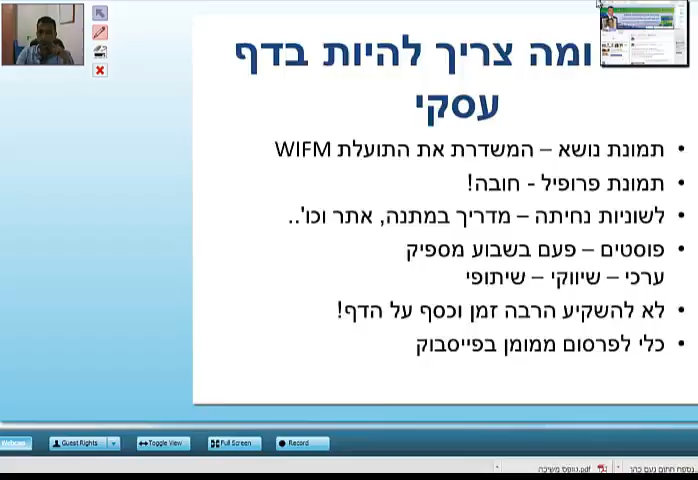 ומה צריך להיות בדף
עסקי
• תמונת נושא – המשדרת את התועלת WIFM
• תמונת פרופיל - חובה!
• לשוניות נחיתה – מדריך במתנה, אתר וכו'..
• פוסטים – פעם בשבוע מספיק
ערכי – שיווקי – שיתופי
• לא להשקיע הרבה זמן וכסף על הדף!
• כלי לפרסום ממומן בפייסבוק
Webcam Guest Rights Toggle View Full Screen Record